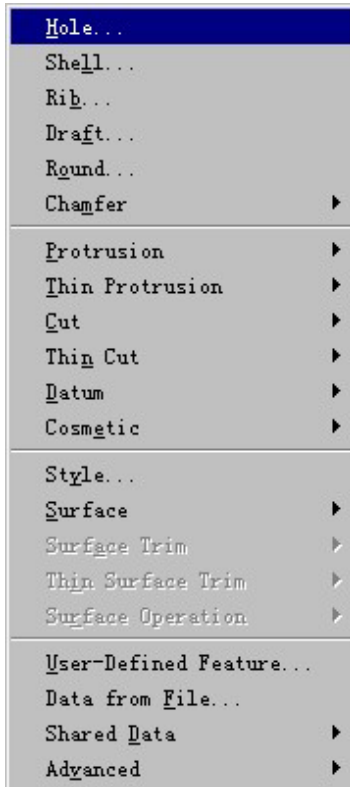 Hole...
Shell...
Rib...
Draft...
Round...
Chamfer
Protrusion
Thin Protrusion
Cut
Thin Cut
Datum
Cosmetic
Style...
Surface
Surface Trim
Thin Surface Trim
Surface Operation
User-Defined Feature...
Data from File...
Shared Data
Advanced